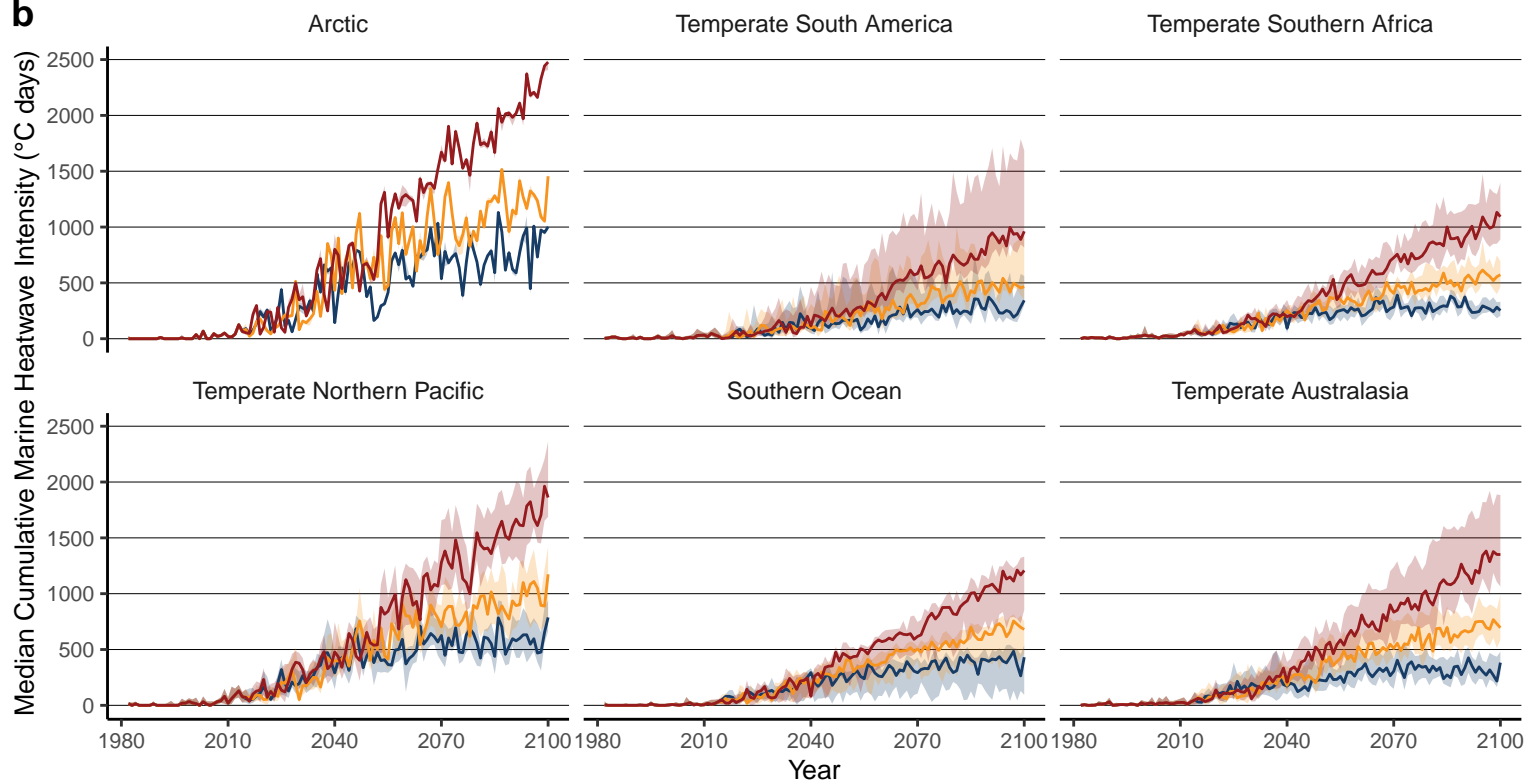 b
Arctic
Temperate South America
Temperate Southern Africa
Median Cumulative Marine Heatwave Intensity (°C days)
2500
2000
1500
1000
500
0
Temperate Northern Pacific
Southern Ocean
Temperate Australasia
2500
2000
1500
1000
500
0
1980 2010 2040 2070 2100 1980 2010 2040 2070 2100 1980 2010 2040 2070 2100
Year